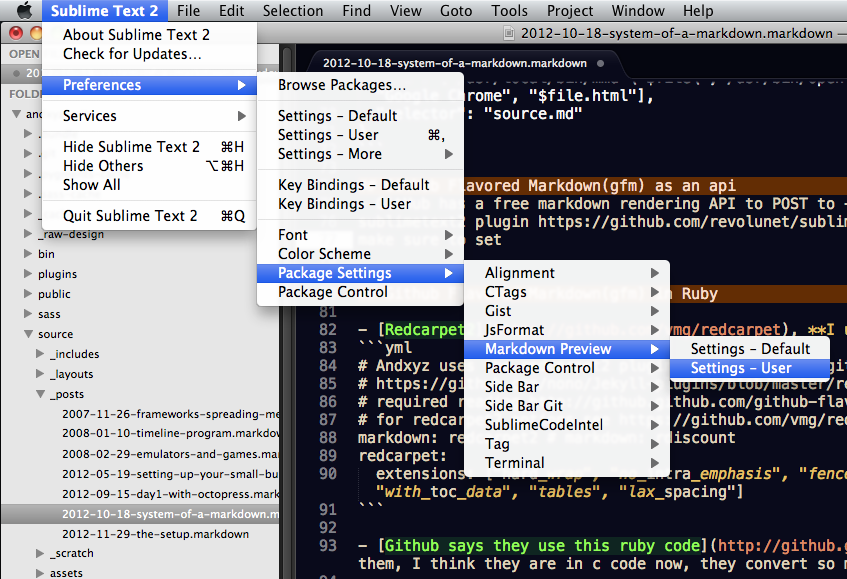 Sublime Text 2 File Edit Selection Find View Goto Tools Project Window Help
2012-10-18-system-of-a-markdown.markdown —
About Sublime Text 2
Check for Updates...
Preferences
Services
Hide Sublime Text 2 ⌘H
Hide Others ⌥⌘H
Show All
Quit Sublime Text 2 ⌘Q
Browse Packages...
Settings – Default
Settings – User ⌘,
Settings – More
Key Bindings – Default
Key Bindings – User
Font
Color Scheme
Package Settings
Package Control
Alignment
CTags
Gist
JsFormat
Markdown Preview
Package Control
Side Bar
Side Bar Git
SublimeCodeIntel
Tag
Terminal
Settings – Default
Settings – User
OPEN
20
FOLD
_raw-design
bin
plugins
public
sass
source
_includes
_layouts
_posts
2007-11-26-frameworks-spreading-me
2008-01-10-timeline-program.markdow
2008-02-29-emulators-and-games.mar
2012-05-19-setting-up-your-small-bu
2012-09-15-day1-with-octopress.mark
2012-10-18-system-of-a-markdown.m
2012-11-29-the-setup.markdown
_scratch
assets
2012-10-18-system-of-a-markdown.markdown
Chrome", "$file.html"],
": "source.md"
flavored Markdown(gfm) as an api
has a free markdown rendering API to POST to -
plugin https://github.com/revolunet/sublim
set
Ruby
81
82 - [Redcarpet /vmg/redcarpet), **I u
83 ```yml
84 # Andxyz use git
85 # https://gi plugins/blob/master/re
86 # required r github.com/github-flav
87 # for redcar https://github.com/vmg/red
88 markdown: re discount
89 redcarpet:
90 extensions: _emphasis", "fenc
"with_toc_data", "tables", "lax_spacing"]
91 ```
92
93 - [Github says they use this ruby code](http://github.c
them, I think they are in c code now, they convert so m